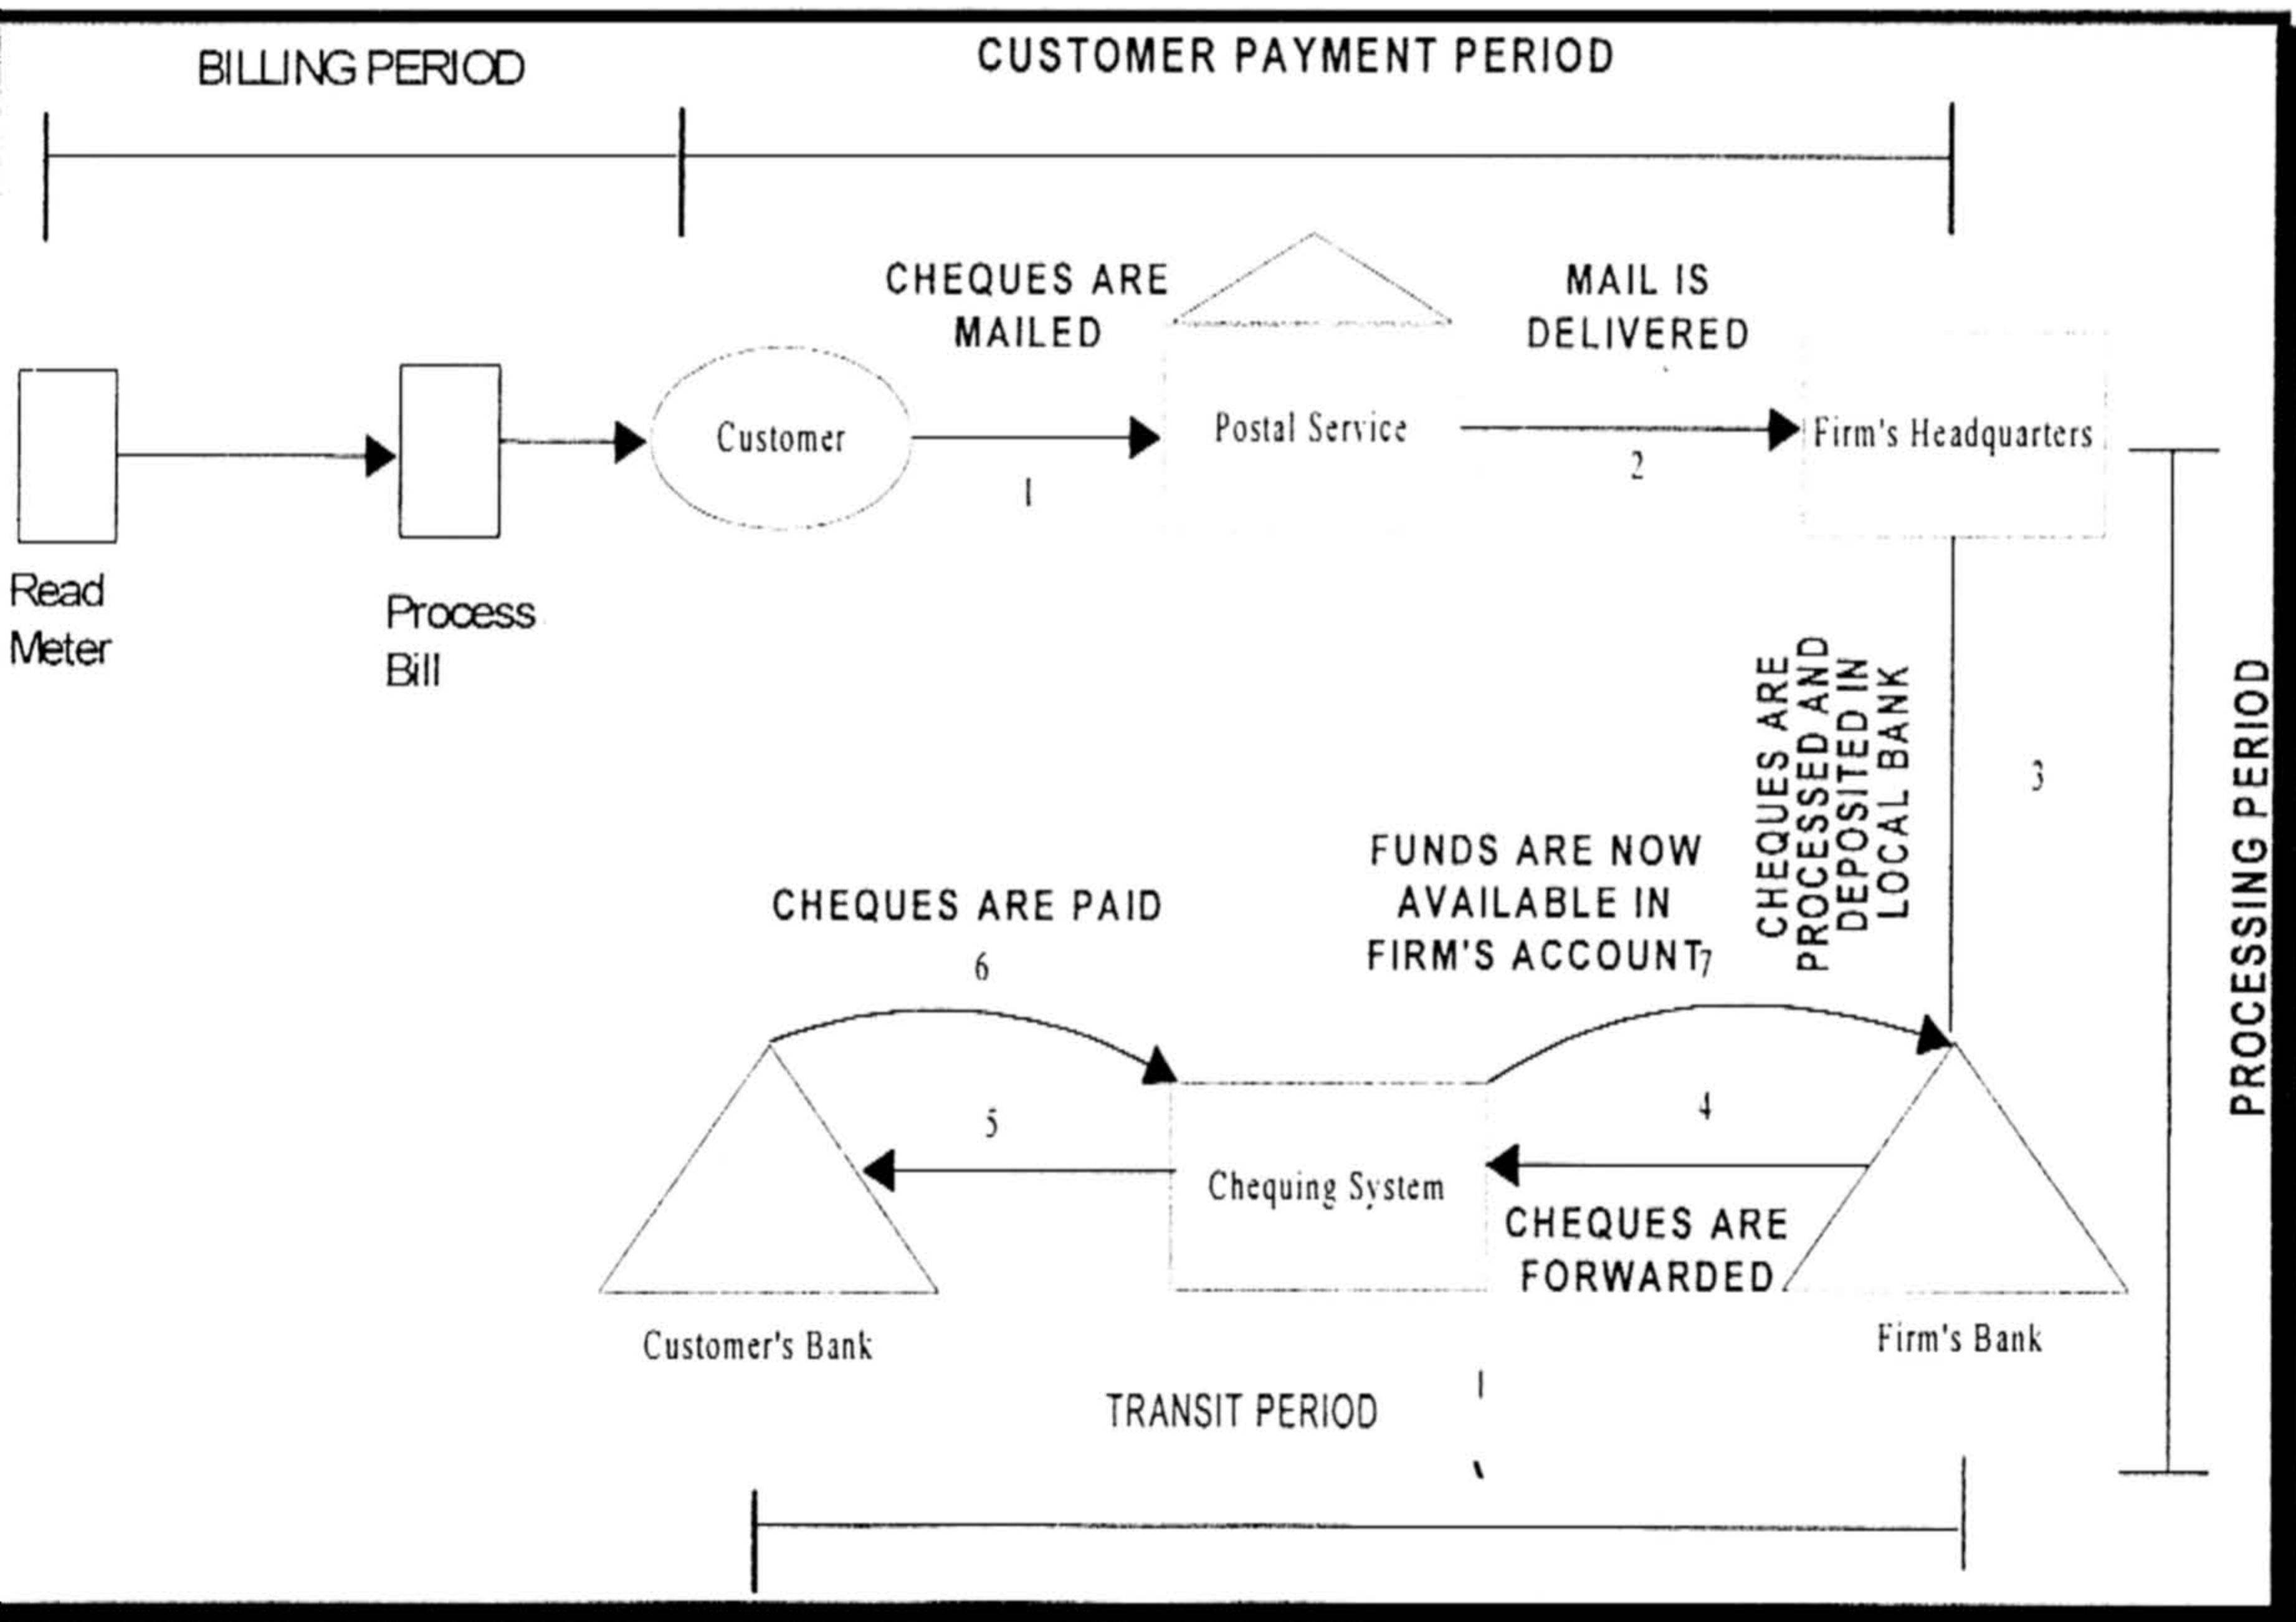 BILLING PERIOD
CUSTOMER PAYMENT PERIOD
CHEQUES ARE
MAILED
MAIL IS
DELIVERED
Customer
Postal Service
Firm's Headquarters
1
2
Read
Meter
Process
Bill
CHEQUES ARE
PROCESSED AND
DEPOSITED IN
LOCAL BANK
3
PROCESSING PERIOD
CHEQUES ARE PAID
6
FUNDS ARE NOW
AVAILABLE IN
FIRM'S ACCOUNT7
5
4
Chequing System
CHEQUES ARE
FORWARDED
Customer's Bank
Firm's Bank
TRANSIT PERIOD